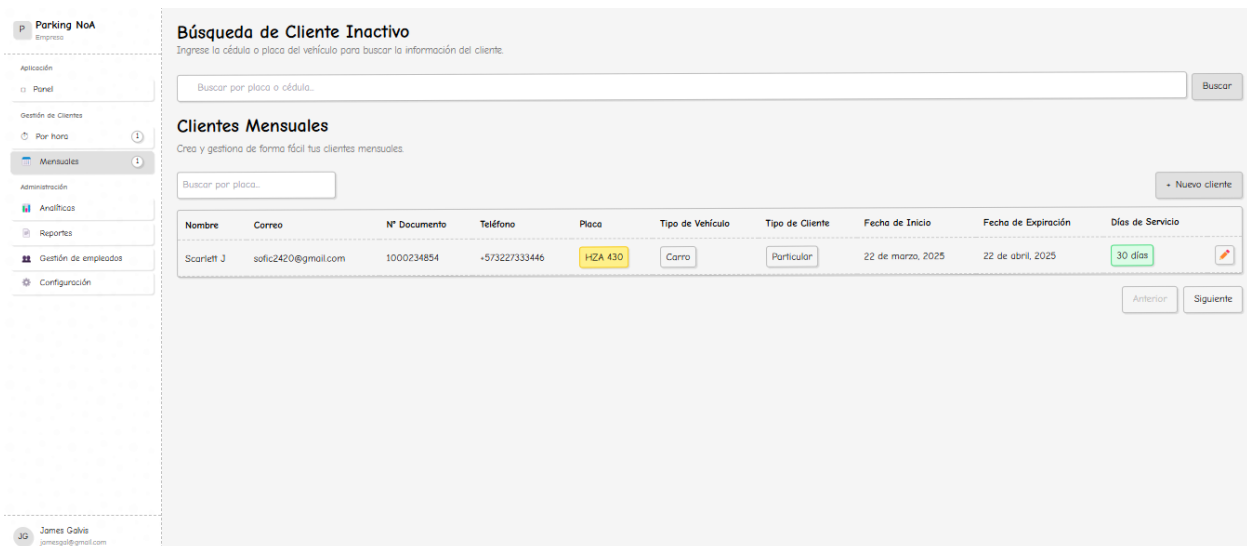 P
Parking NoA
Empresa
Aplicación
Panel
Gestión de Clientes
Por hora 1
Mensuales 1
Administración
Analíticas
Reportes
Gestión de empleados
Configuración
JG
James Galvis
jamesgal@gmail.com
Búsqueda de Cliente Inactivo
Ingrese la cédula o placa del vehículo para buscar la información del cliente.
Buscar por placa o cédula... Buscar
Clientes Mensuales
Crea y gestiona de forma fácil tus clientes mensuales.
Buscar por placa... + Nuevo cliente
Nombre Correo N° Documento Teléfono Placa Tipo de Vehículo Tipo de Cliente Fecha de Inicio Fecha de Expiración Días de Servicio
Scarlett J sofic2420@gmail.com 1000234854 +573227333446 HZA 430 Carro Particular 22 de marzo, 2025 22 de abril, 2025 30 días
Anterior Siguiente